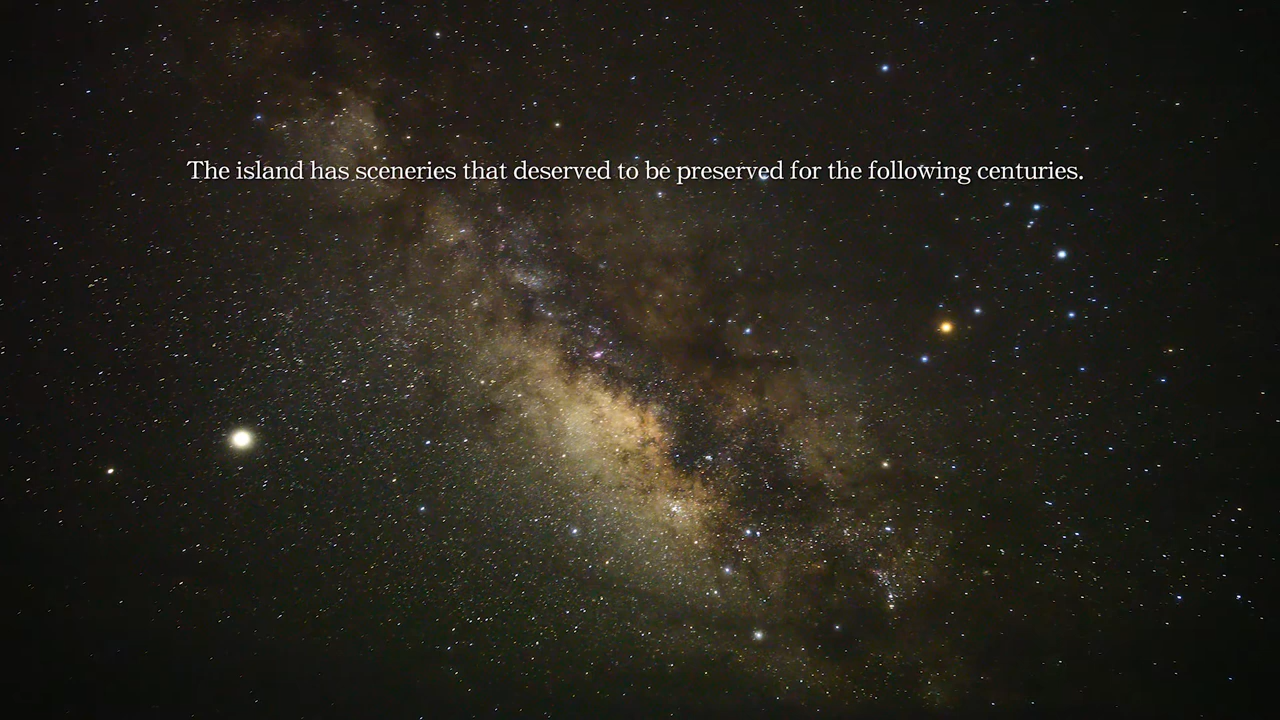 The island has sceneries that deserved to be preserved for the following centuries.